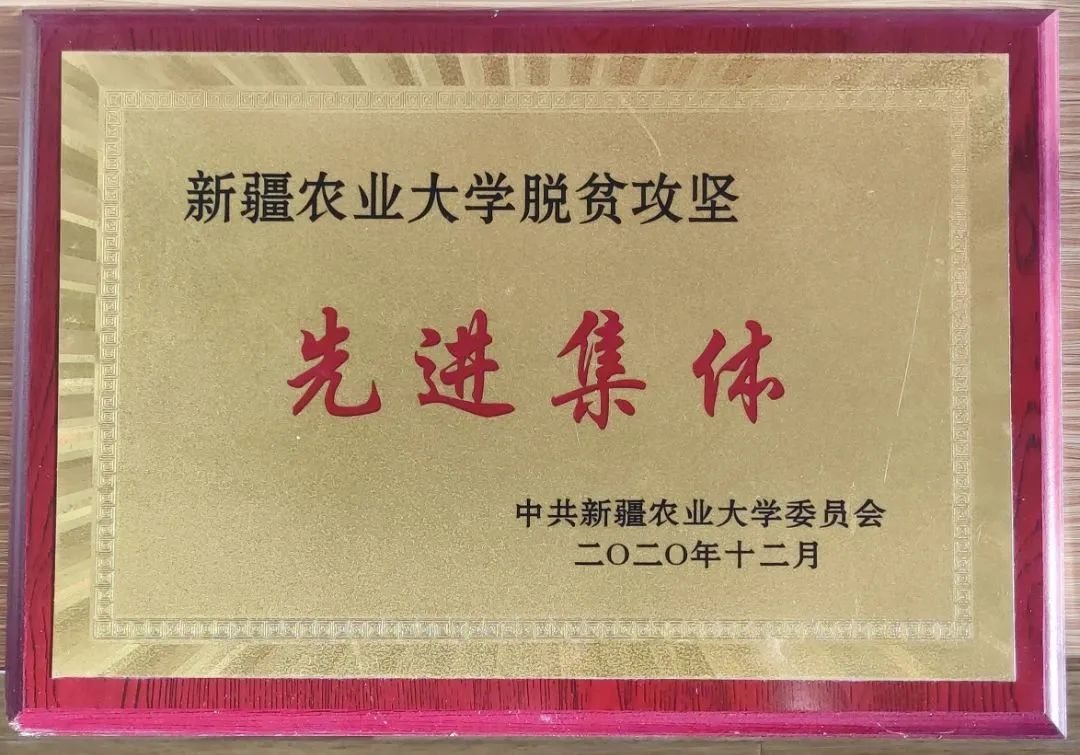 新疆农业大学脱贫攻坚
先进集体
中共新疆农业大学委员会
二〇二〇年十二月